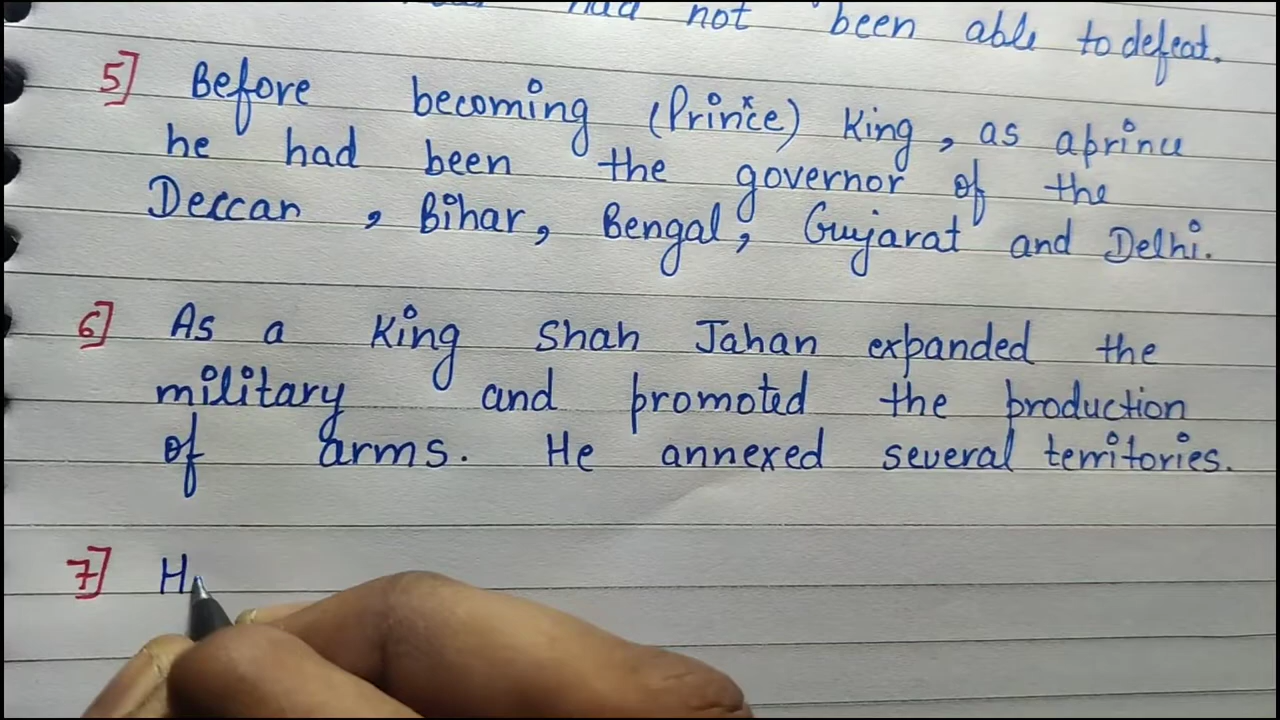 had not been able to defeat.
5] Before becoming (Prince) King, as a prince
he had been the governor of the
Deccan, Bihar, Bengal, Gujarat and Delhi.
6] As a King Shah Jahan expanded the
military and promoted the production
of arms. He annexed several territories.
7] H